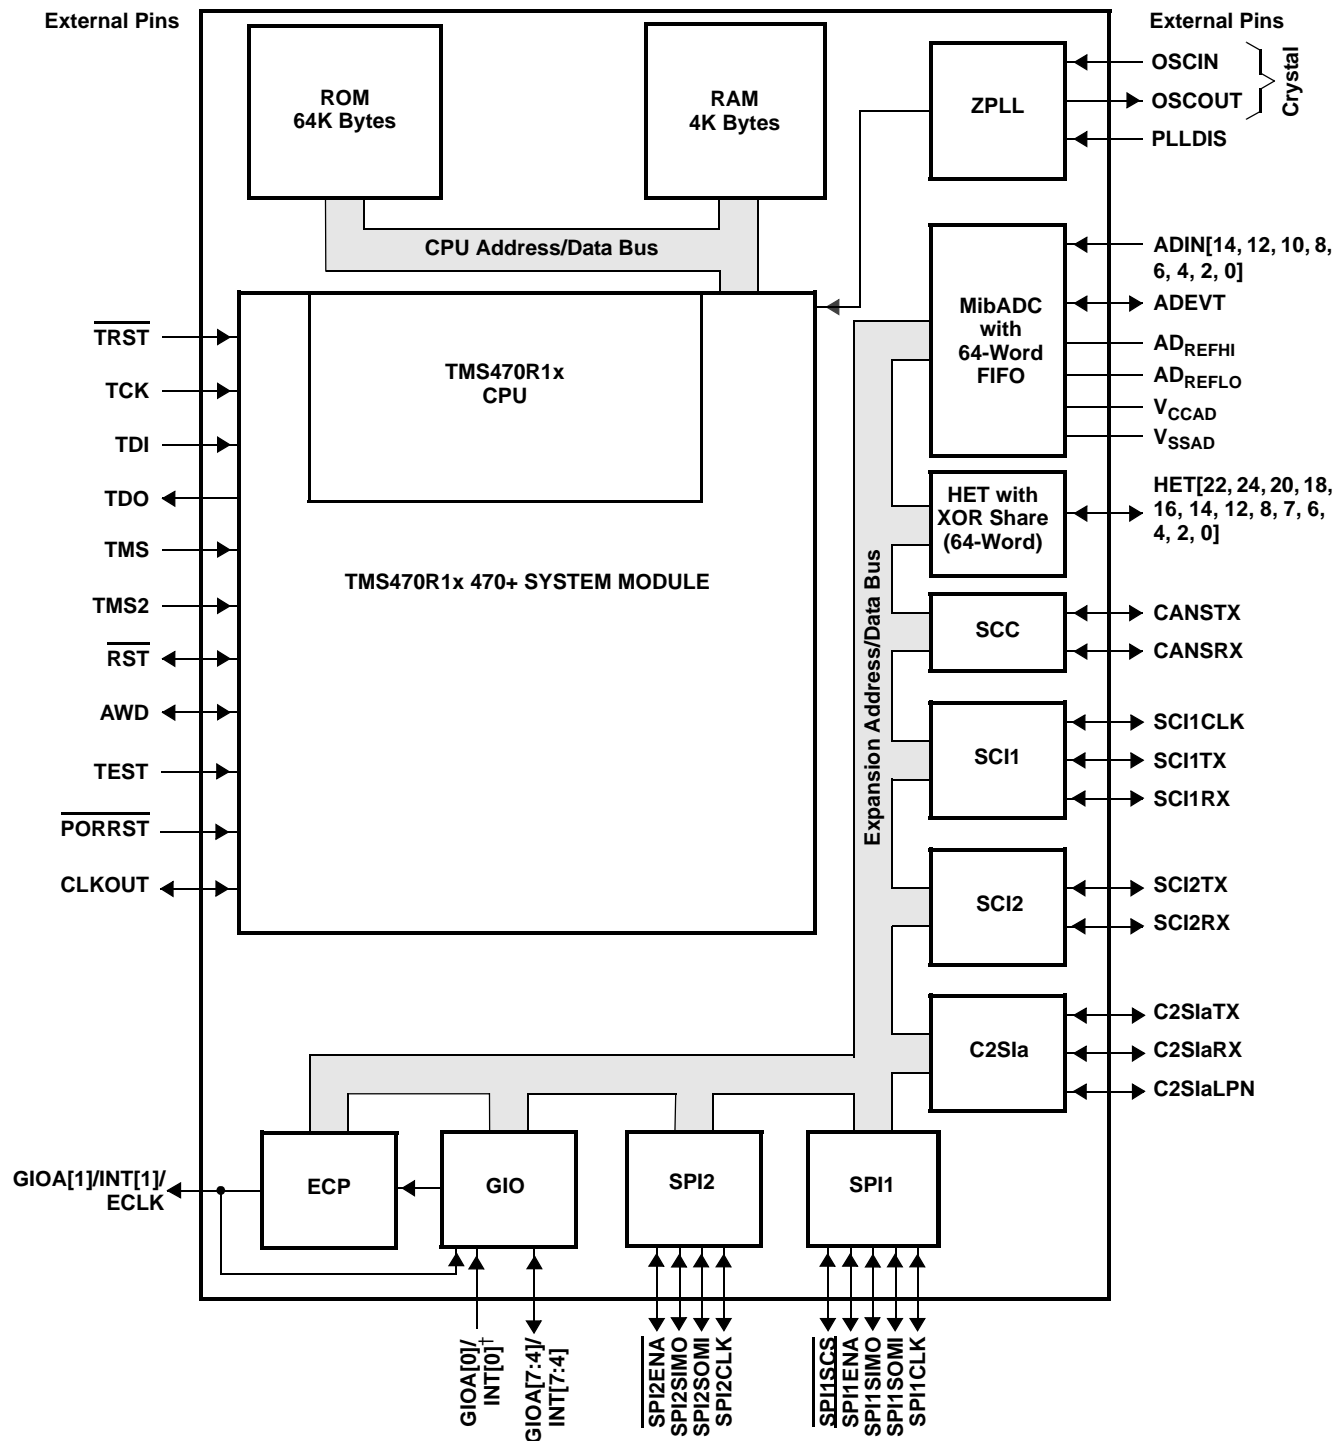 External Pins
External Pins
ROM
64K Bytes
RAM
4K Bytes
ZPLL
OSCIN
OSCOUT
PLLDIS
Crystal
CPU Address/Data Bus
TMS470R1x
CPU
TMS470R1x 470+ SYSTEM MODULE
TRST
TCK
TDI
TDO
TMS
TMS2
RST
AWD
TEST
PORRST
CLKOUT
Expansion Address/Data Bus
MibADC
with
64-Word
FIFO
ADIN[14, 12, 10, 8,
6, 4, 2, 0]
ADEVT
ADREFHI
ADREFLO
VCCAD
VSSAD
HET with
XOR Share
(64-Word)
HET[22, 24, 20, 18,
16, 14, 12, 8, 7, 6,
4, 2, 0]
SCC
CANSTX
CANSRX
SCI1
SCI1CLK
SCI1TX
SCI1RX
SCI2
SCI2TX
SCI2RX
C2SIa
C2SIaTX
C2SIaRX
C2SIaLPN
GIOA[1]/INT[1]/
ECLK
ECP
GIO
SPI2
SPI1
GIOA[0]/
INT[0]†
GIOA[7:4]/
INT[7:4]
SPI2ENA
SPI2SIMO
SPI2SOMI
SPI2CLK
SPI1SCS
SPI1ENA
SPI1SIMO
SPI1SOMI
SPI1CLK